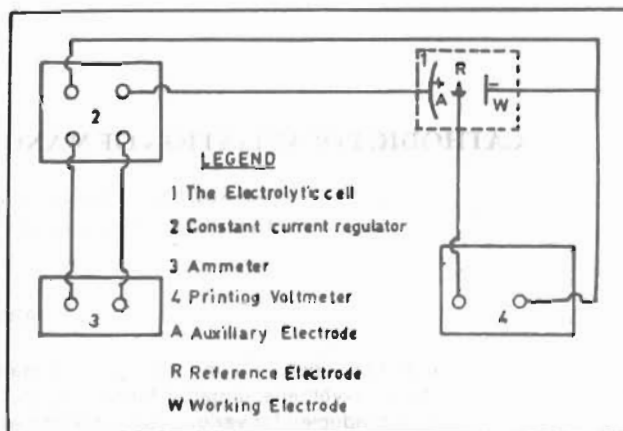 1
R
A
W
2
LEGEND
1 The Electrolytic cell
2 Constant current regulator
3 Ammeter
4 Printing Voltmeter
A Auxiliary Electrode
R Reference Electrode
W Working Electrode
3
4